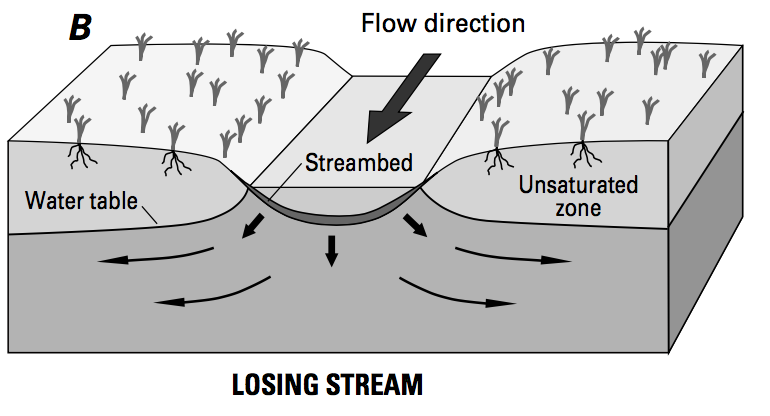 B
Flow direction
Streambed
Water table
Unsaturated
zone
LOSING STREAM